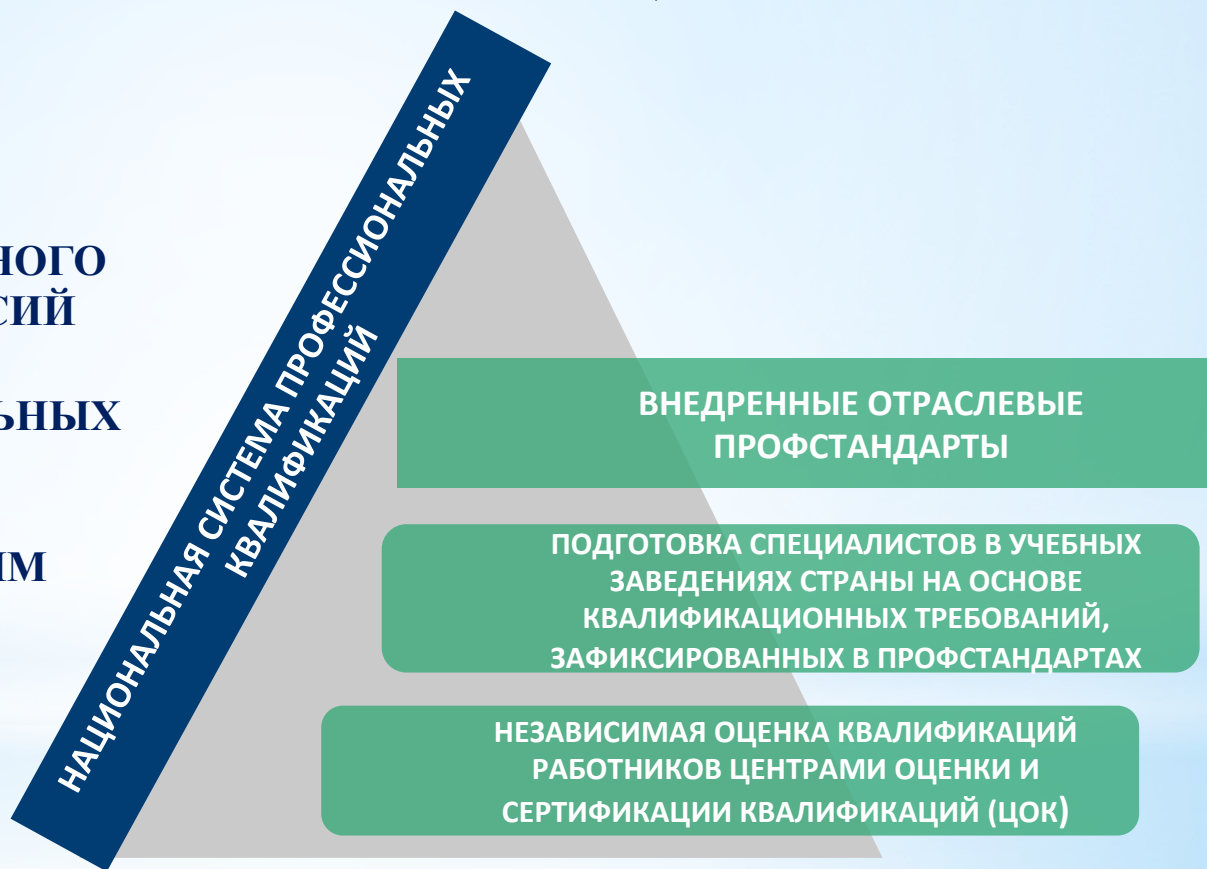 НОГО
СИЙ
ЬНЫХ
ИМ
НАЦИОНАЛЬНАЯ СИСТЕМА ПРОФЕССИОНАЛЬНЫХ
КВАЛИФИКАЦИЙ
ВНЕДРЕННЫЕ ОТРАСЛЕВЫЕ
ПРОФСТАНДАРТЫ
ПОДГОТОВКА СПЕЦИАЛИСТОВ В УЧЕБНЫХ
ЗАВЕДЕНИЯХ СТРАНЫ НА ОСНОВЕ
КВАЛИФИКАЦИОННЫХ ТРЕБОВАНИЙ,
ЗАФИКСИРОВАННЫХ В ПРОФСТАНДАРТАХ
НЕЗАВИСИМАЯ ОЦЕНКА КВАЛИФИКАЦИЙ
РАБОТНИКОВ ЦЕНТРАМИ ОЦЕНКИ И
СЕРТИФИКАЦИИ КВАЛИФИКАЦИЙ (ЦОК)